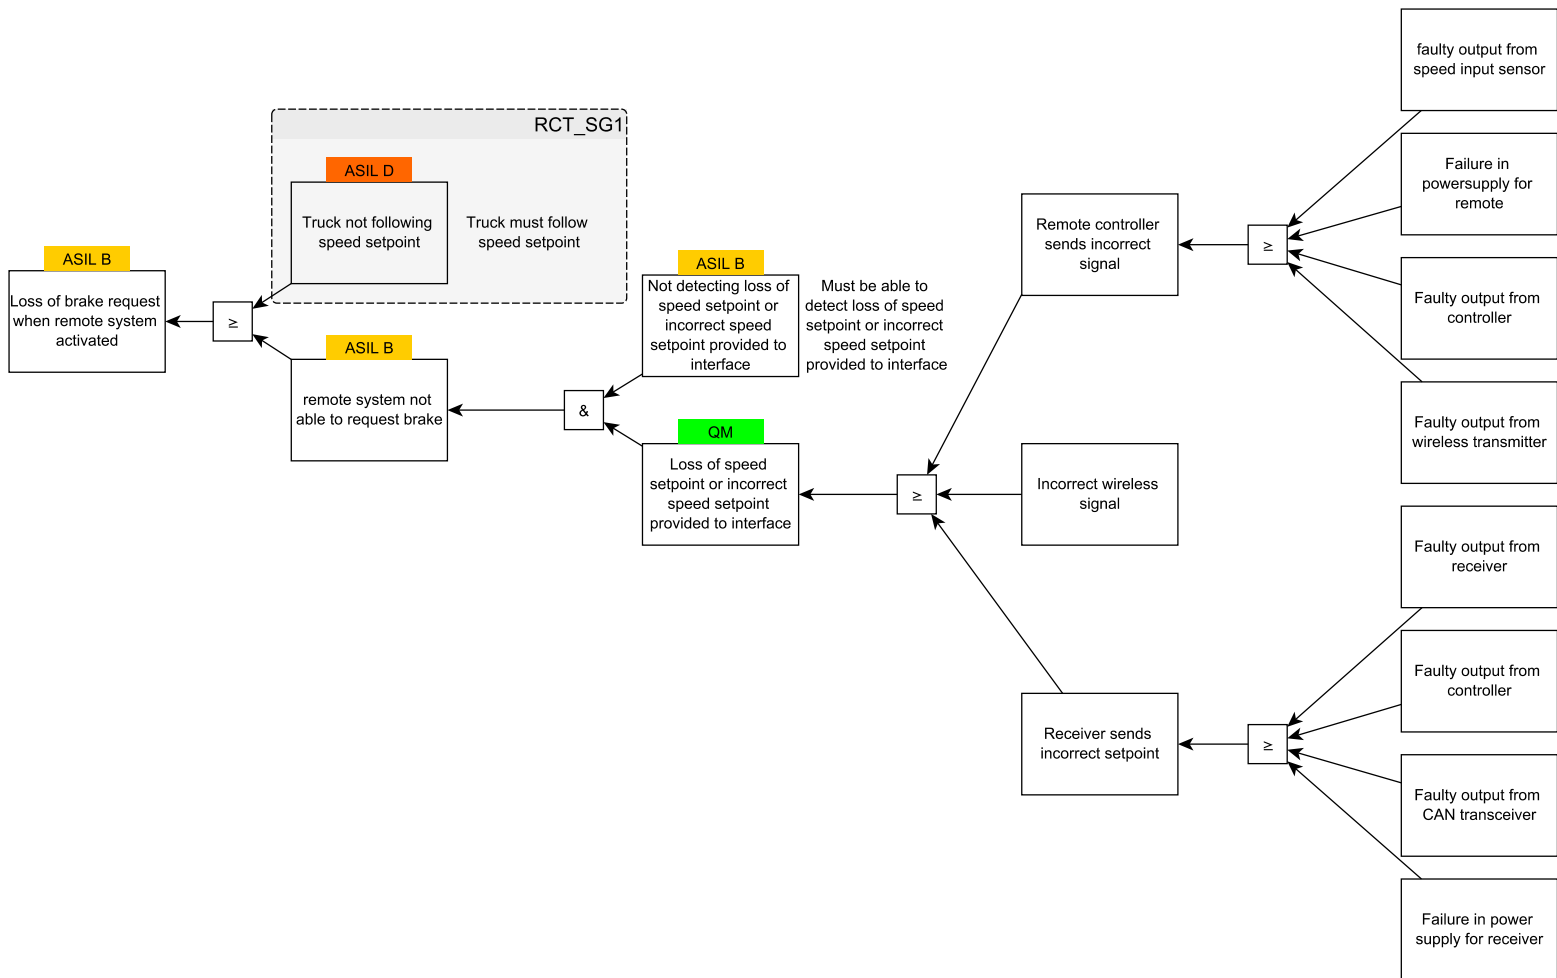 RCT_SG1
ASIL D
Truck not following
speed setpoint
Truck must follow
speed setpoint
ASIL B
Loss of brake request
when remote system
activated
≥
ASIL B
remote system not
able to request brake
ASIL B
Not detecting loss of
speed setpoint or
incorrect speed
setpoint provided to
interface
Must be able to
detect loss of speed
setpoint or incorrect
speed setpoint
provided to interface
&
QM
Loss of speed
setpoint or incorrect
speed setpoint
provided to interface
≥
Remote controller
sends incorrect
signal
Incorrect wireless
signal
Receiver sends
incorrect setpoint
≥
faulty output from
speed input sensor
Failure in
powersupply for
remote
Faulty output from
controller
Faulty output from
wireless transmitter
≥
Faulty output from
receiver
Faulty output from
controller
Faulty output from
CAN transceiver
Failure in power
supply for receiver